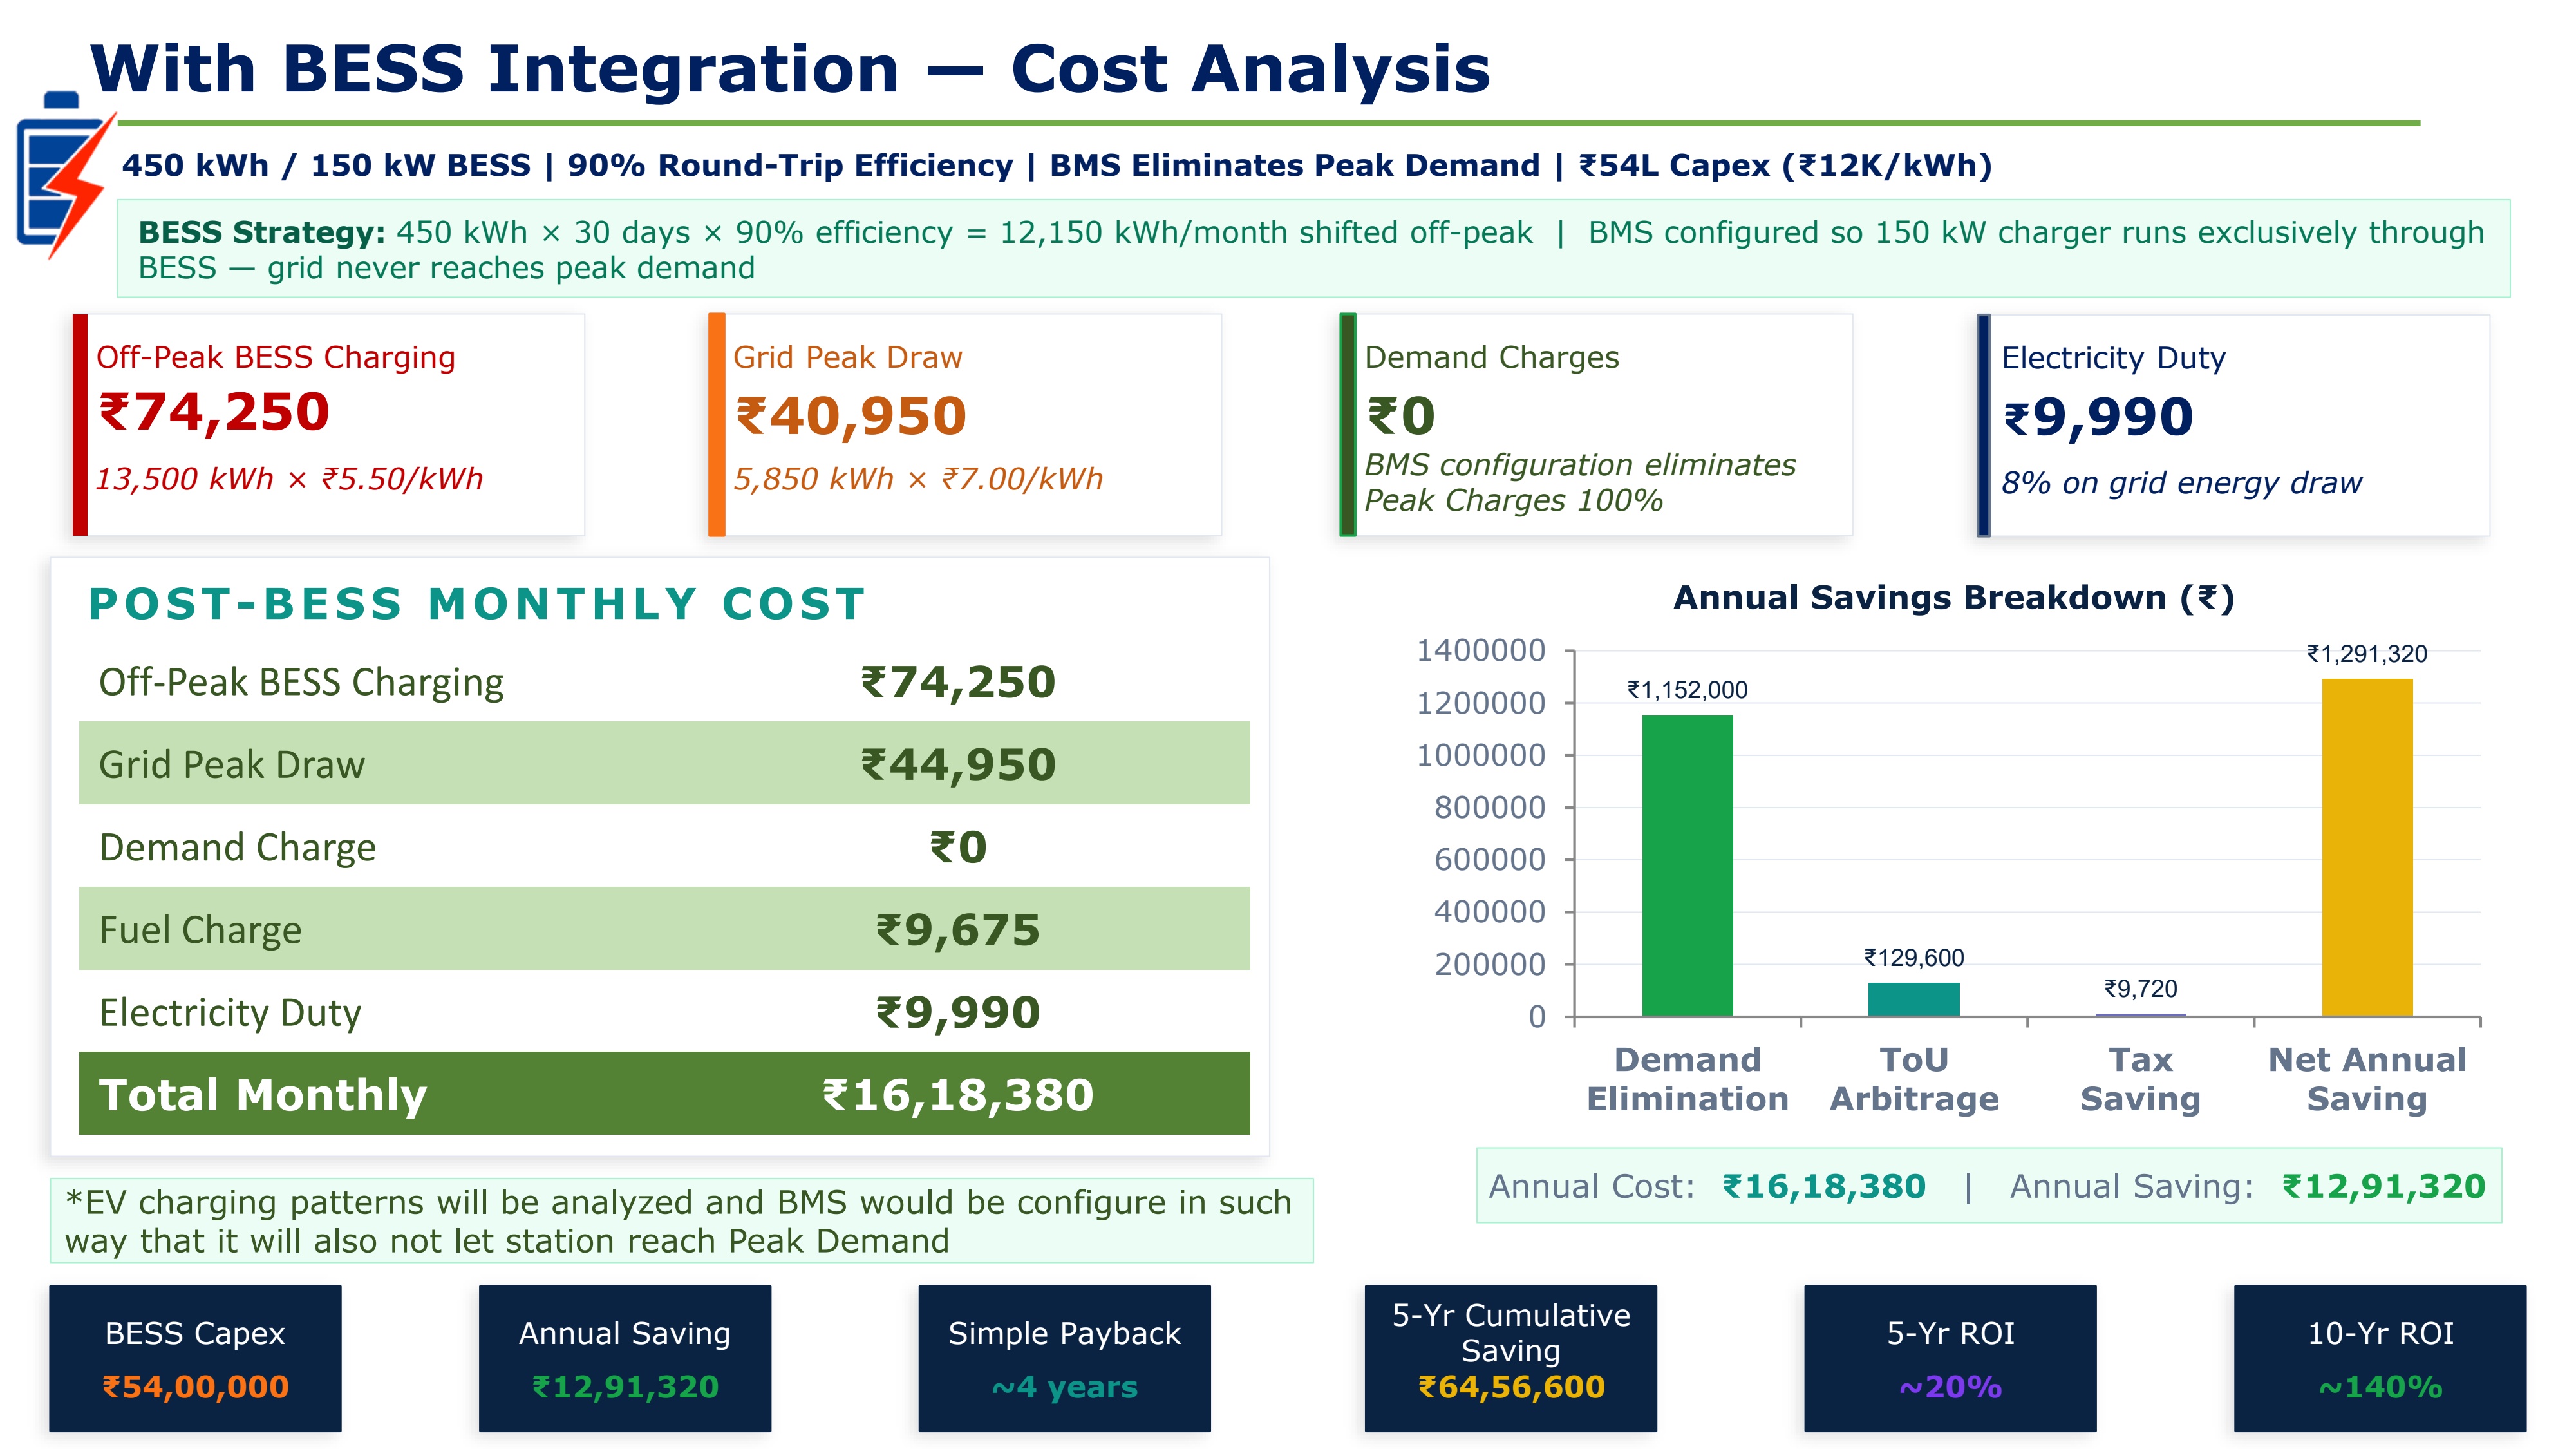 With BESS Integration — Cost Analysis
450 kWh / 150 kW BESS | 90% Round-Trip Efficiency | BMS Eliminates Peak Demand | ₹54L Capex (₹12K/kWh)
BESS Strategy: 450 kWh × 30 days × 90% efficiency = 12,150 kWh/month shifted off-peak | BMS configured so 150 kW charger runs exclusively through
BESS — grid never reaches peak demand
Off-Peak BESS Charging
₹74,250
13,500 kWh × ₹5.50/kWh
Grid Peak Draw
₹40,950
5,850 kWh × ₹7.00/kWh
Demand Charges
₹0
BMS configuration eliminates
Peak Charges 100%
Electricity Duty
₹9,990
8% on grid energy draw
POST-BESS MONTHLY COST
Off-Peak BESS Charging ₹74,250
Grid Peak Draw ₹44,950
Demand Charge ₹0
Fuel Charge ₹9,675
Electricity Duty ₹9,990
Total Monthly ₹16,18,380
*EV charging patterns will be analyzed and BMS would be configure in such
way that it will also not let station reach Peak Demand
Annual Savings Breakdown (₹)
1400000
1200000
1000000
800000
600000
400000
200000
0
₹1,152,000
₹129,600
₹9,720
₹1,291,320
Demand
Elimination
ToU
Arbitrage
Tax
Saving
Net Annual
Saving
Annual Cost: ₹16,18,380 | Annual Saving: ₹12,91,320
BESS Capex
₹54,00,000
Annual Saving
₹12,91,320
Simple Payback
~4 years
5-Yr Cumulative
Saving
₹64,56,600
5-Yr ROI
~20%
10-Yr ROI
~140%